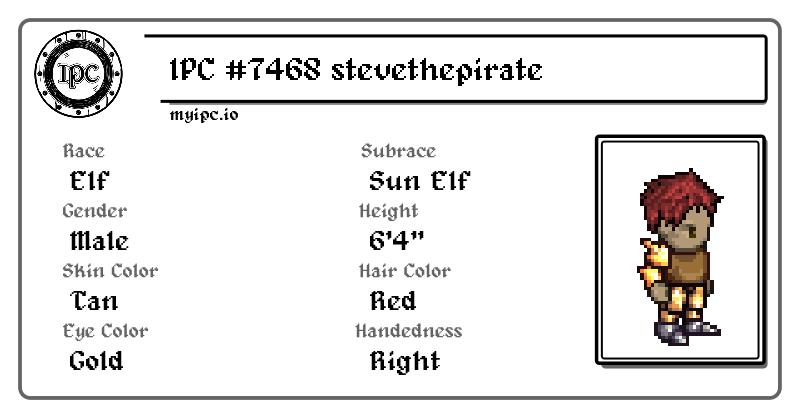 IPC
IPC #7468 stevethepirate
myipc.io
Race
Elf
Subrace
Sun Elf
Gender
Male
Height
6'4"
Skin Color
Tan
Hair Color
Red
Eye Color
Gold
Handedness
Right